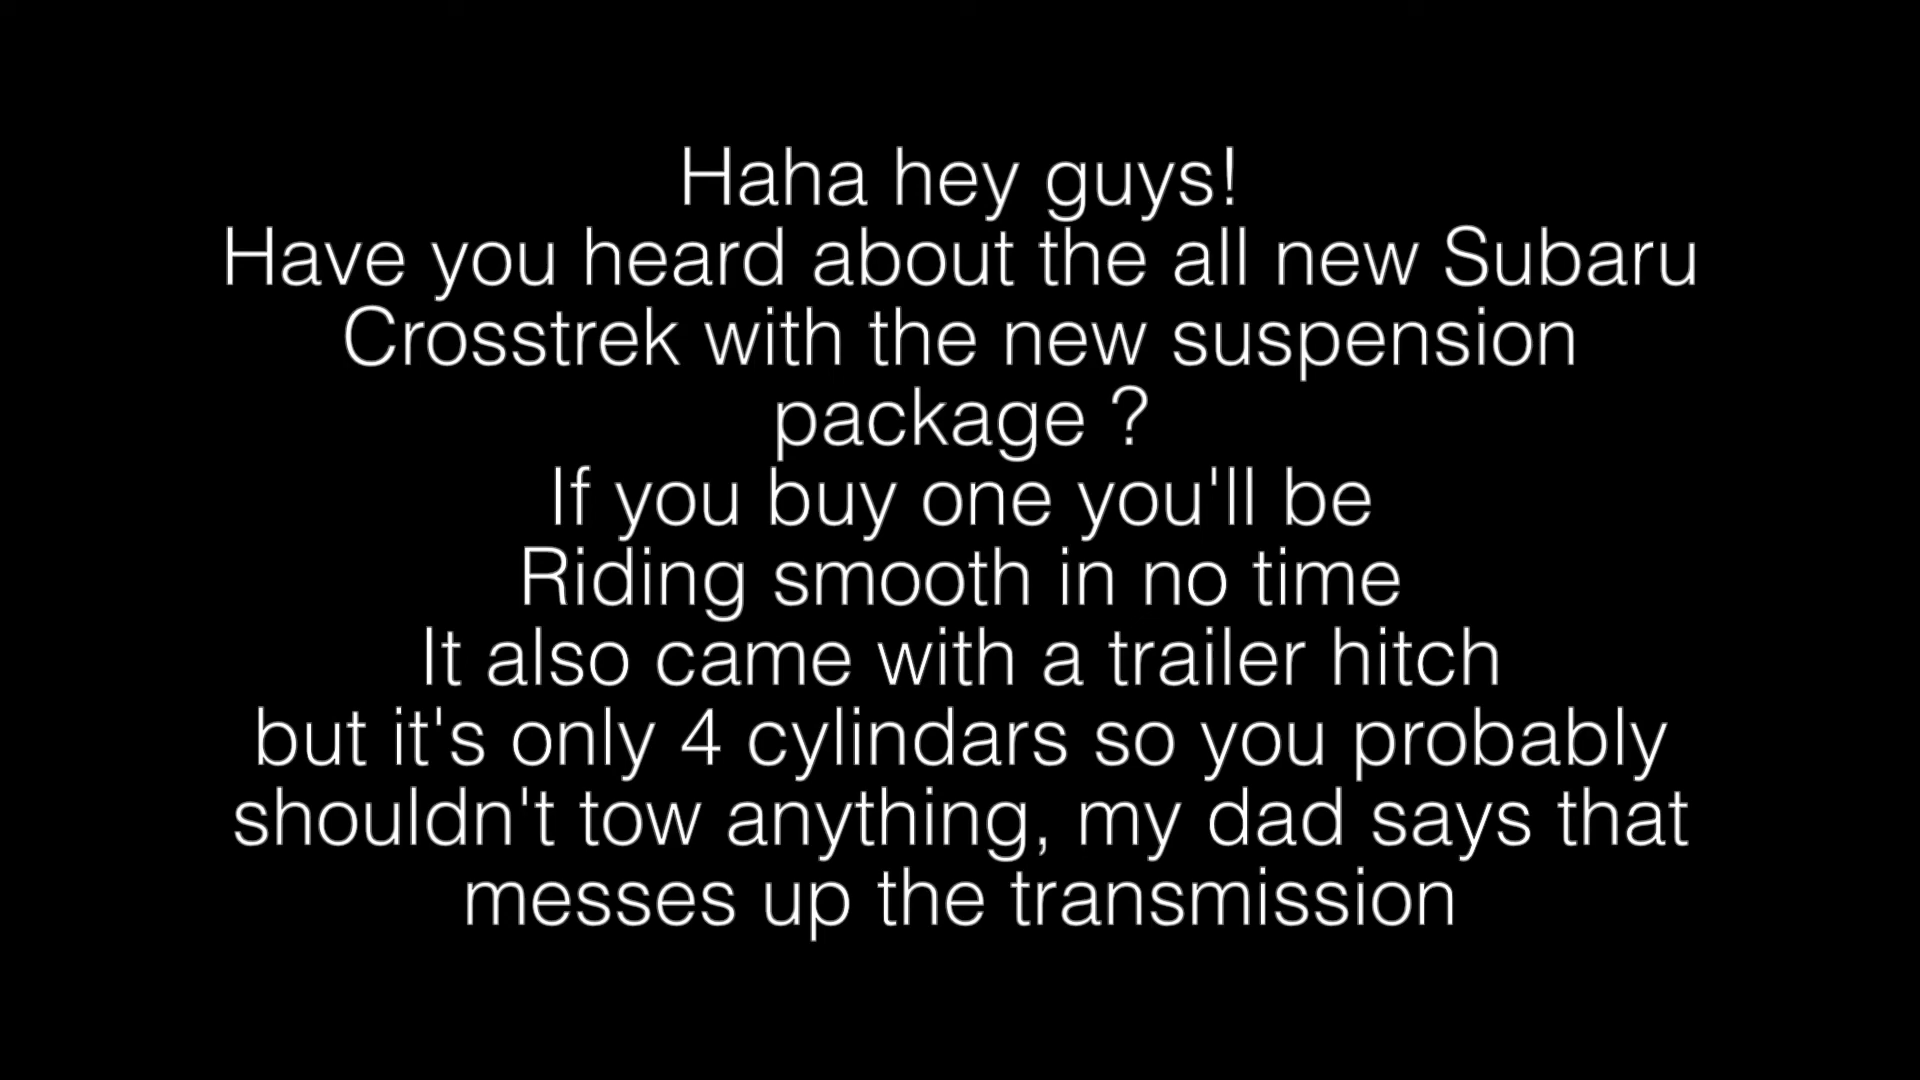 Haha hey guys!
Have you heard about the all new Subaru
Crosstrek with the new suspension
package ?
If you buy one you'll be
Riding smooth in no time
It also came with a trailer hitch
but it's only 4 cylindars so you probably
shouldn't tow anything, my dad says that
messes up the transmission